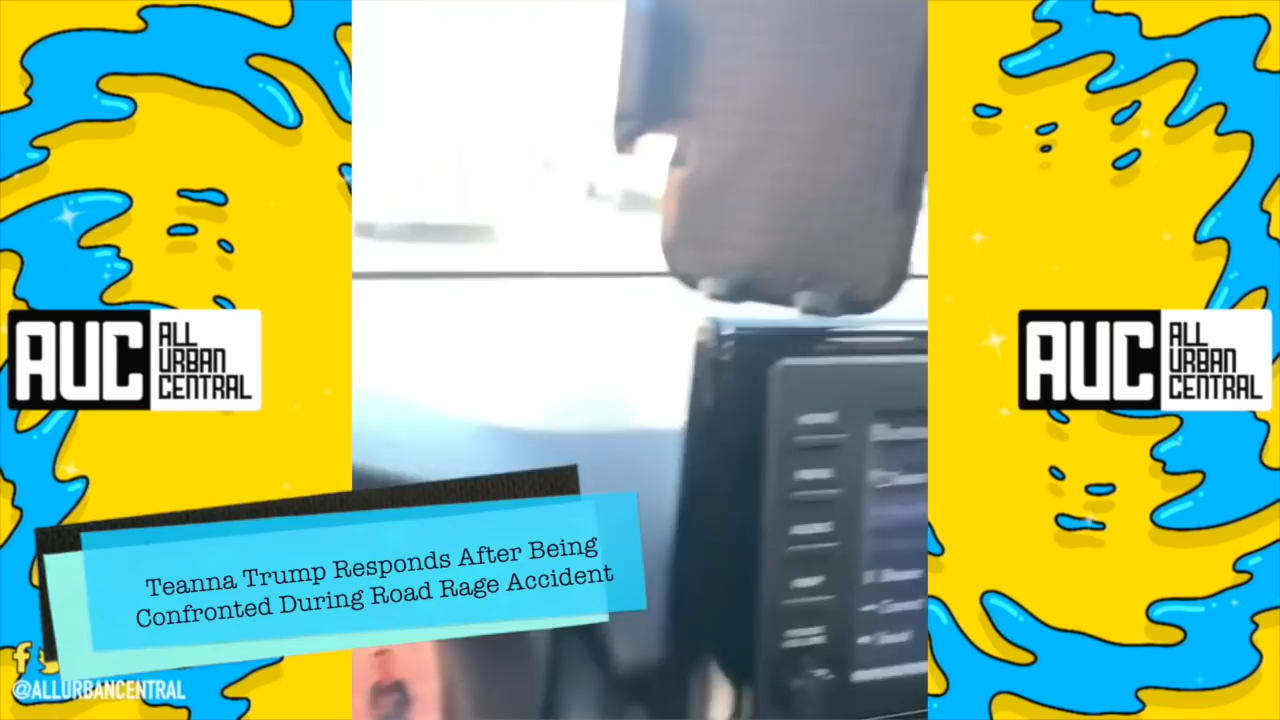 AUC ALL
URBAN
CENTRAL
AUC ALL
URBAN
CENTRAL
Teanna Trump Responds After Being
Confronted During Road Rage Accident
@ALLURBANCENTRAL